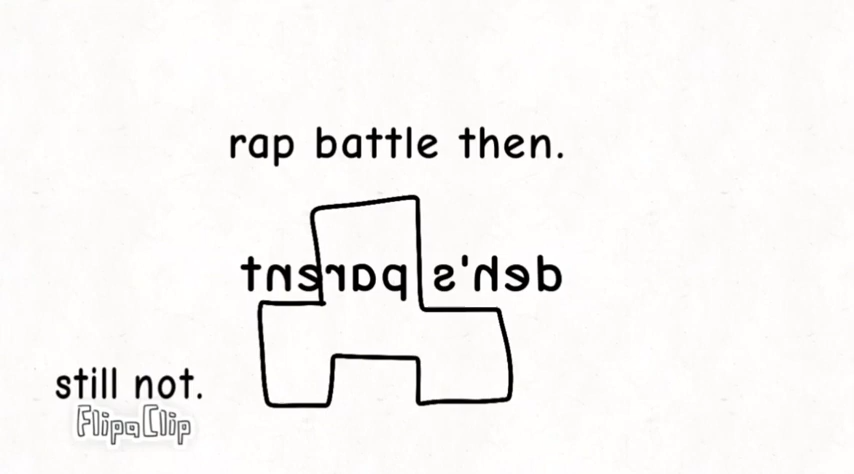 rap battle then.
deh's parent
still not.
FlipaClip